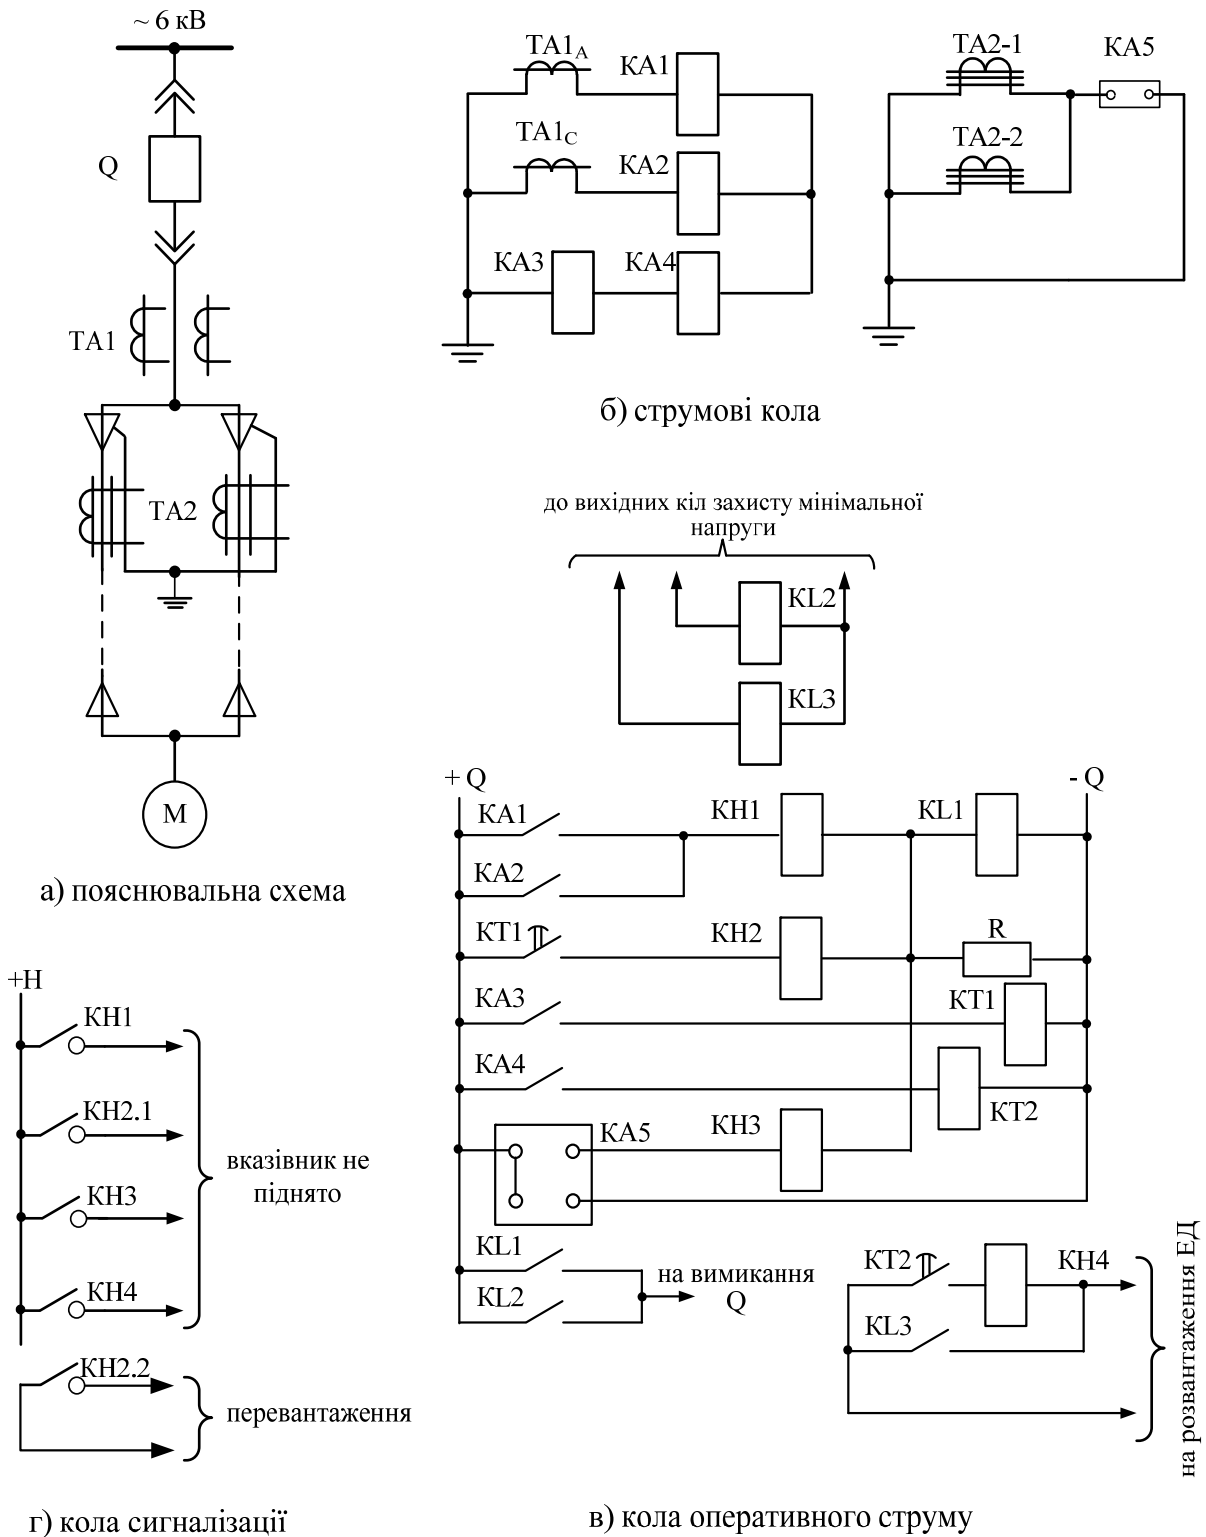 ~ 6 кВ
Q
TA1
TA2
M
а) пояснювальна схема
TA1A
KA1
TA1C
KA2
KA3
KA4
TA2-1
KA5
TA2-2
б) струмові кола
до вихідних кіл захисту мінімальної
напруги
KL2
KL3
+ Q
- Q
KA1
KH1
KL1
KA2
KT1
KH2
R
KA3
KT1
KA4
KT2
KA5
KH3
KL1
KL2
на вимикання
Q
KT2
KH4
KL3
на розвантаження ЕД
в) кола оперативного струму
+H
KH1
KH2.1
KH3
KH4
вказівник не
піднято
KH2.2
перевантаження
г) кола сигналізації